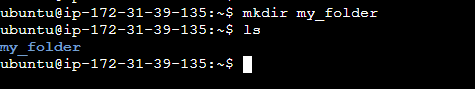 ubuntu@ip-172-31-39-135:~$ mkdir my_folder
ubuntu@ip-172-31-39-135:~$ ls
my_folder
ubuntu@ip-172-31-39-135:~$